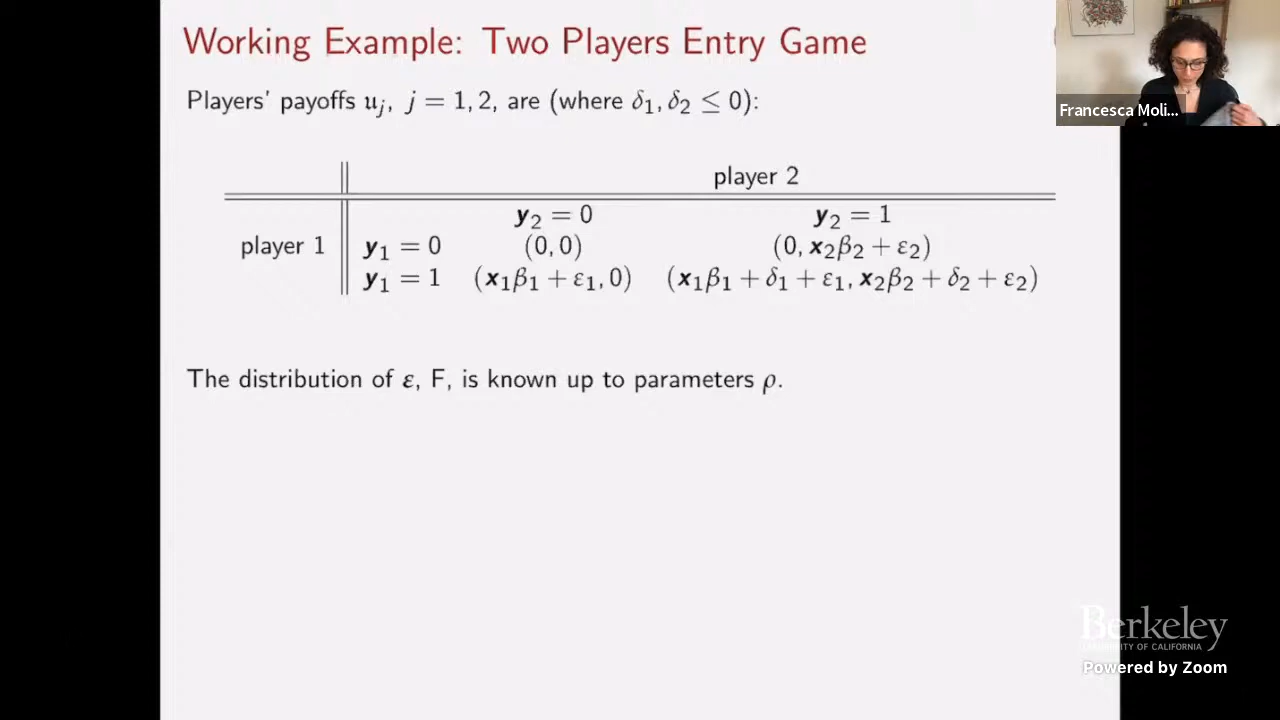 Working Example: Two Players Entry Game
Francesca Moli...
Players' payoffs uⱼ, j = 1, 2, are (where δ₁, δ₂ ≤ 0):
player 2
y₂ = 0 y₂ = 1
player 1 y₁ = 0 (0, 0) (0, x₂β₂ + ε₂)
y₁ = 1 (x₁β₁ + ε₁, 0) (x₁β₁ + δ₁ + ε₁, x₂β₂ + δ₂ + ε₂)
The distribution of ε, F, is known up to parameters ρ.
Berkeley
UNIVERSITY OF CALIFORNIA
Powered by Zoom